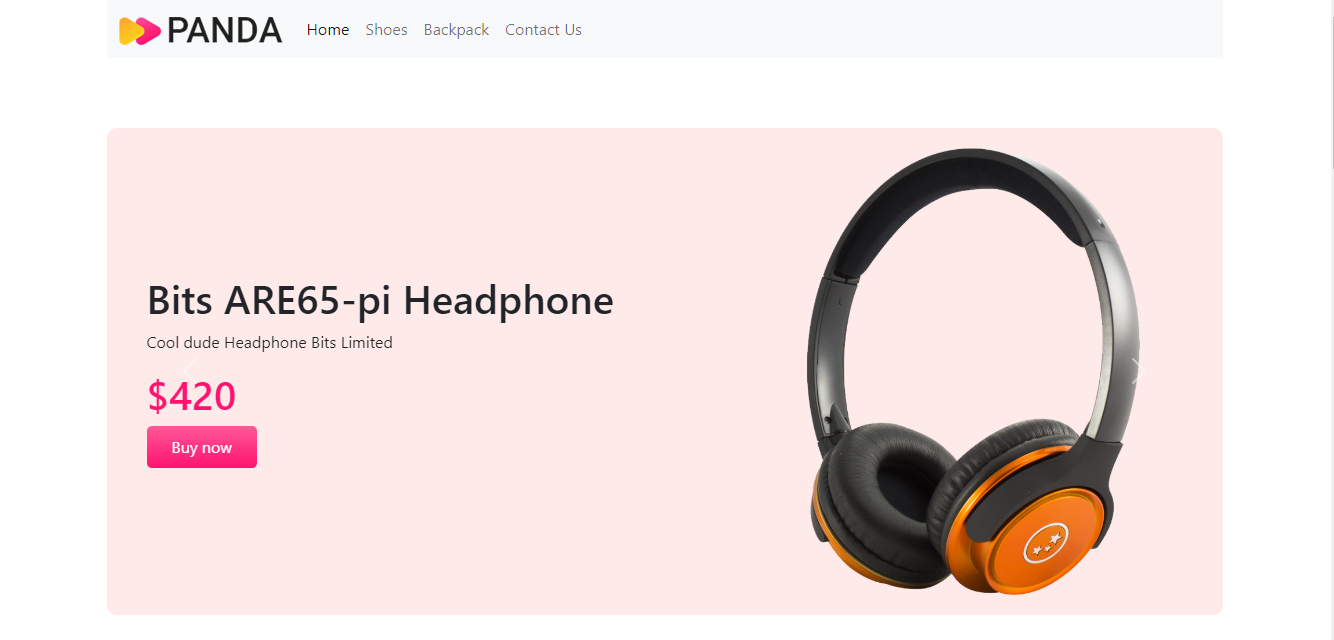 PANDA
Home Shoes Backpack Contact Us
Bits ARE65-pi Headphone
Cool dude Headphone Bits Limited
$420
Buy now